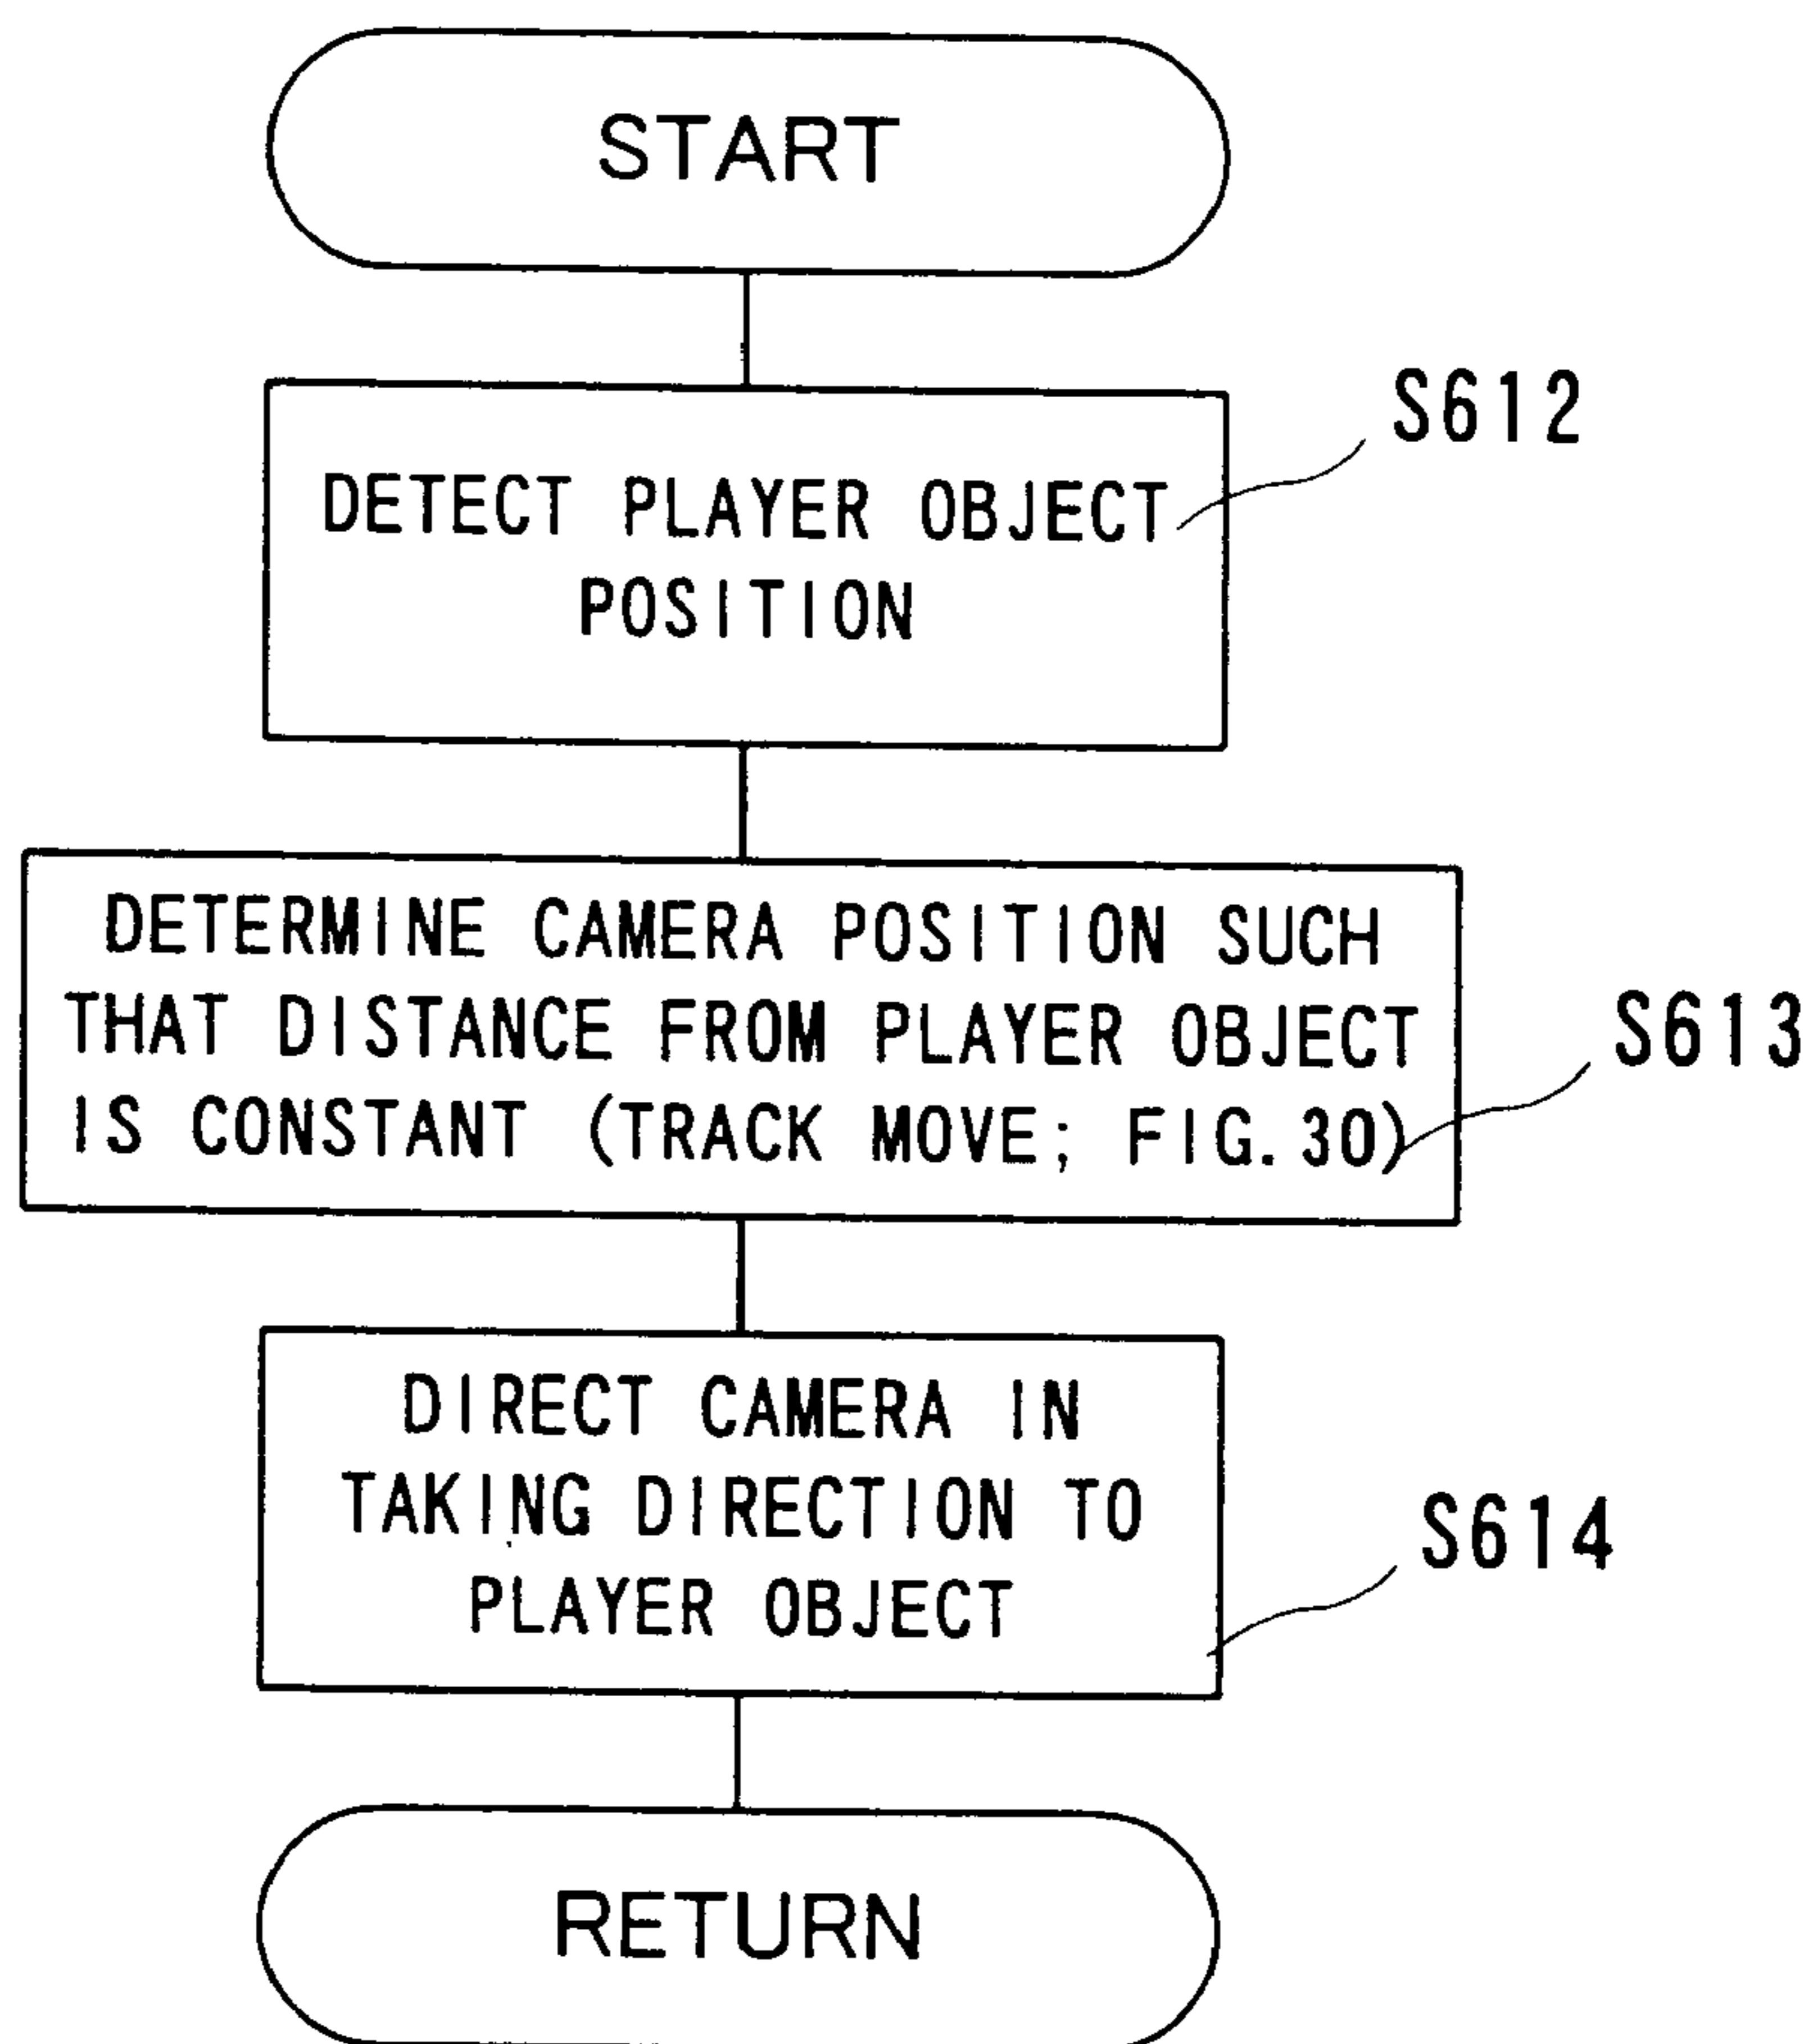 START
S612
DETECT PLAYER OBJECT
POSITION
DETERMINE CAMERA POSITION SUCH
THAT DISTANCE FROM PLAYER OBJECT
IS CONSTANT (TRACK MOVE; FIG. 30)
S613
DIRECT CAMERA IN
TAKING DIRECTION TO
PLAYER OBJECT
S614
RETURN